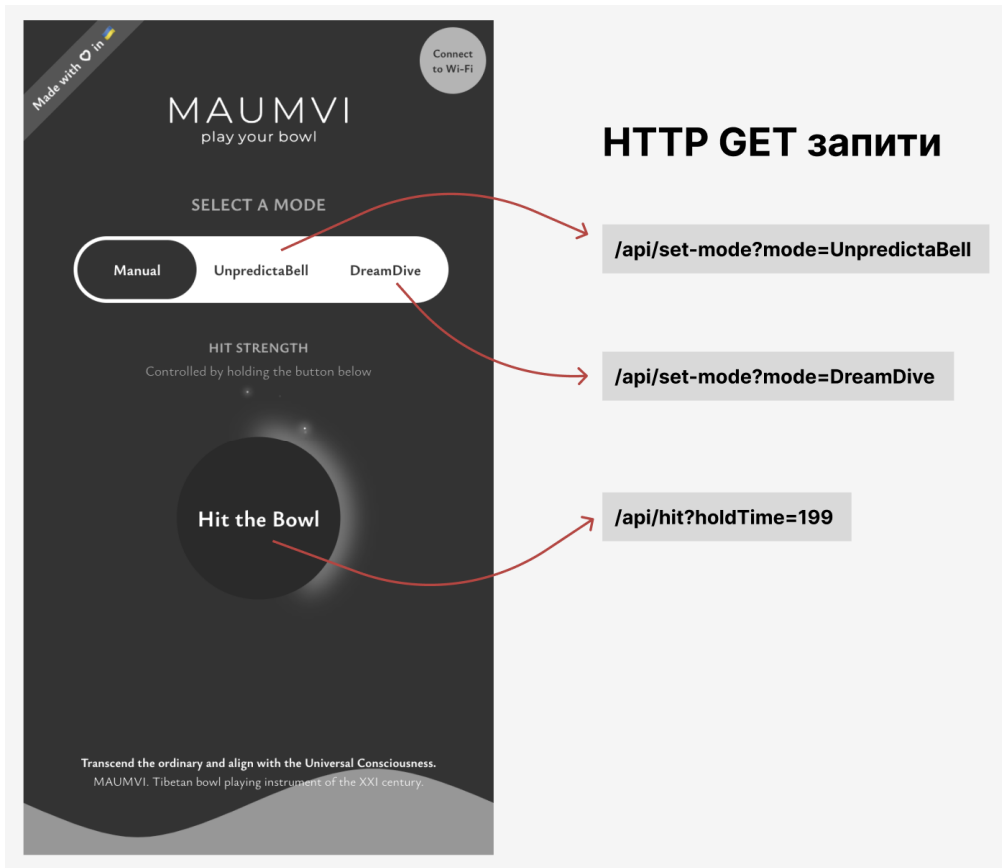 Made with in
Connect
to Wi-Fi
MAUMVI
play your bowl
SELECT A MODE
Manual
UnpredictaBell
DreamDive
HIT STRENGTH
Controlled by holding the button below
Hit the Bowl
Transcend the ordinary and align with the Universal Consciousness.
MAUMVI. Tibetan bowl playing instrument of the XXI century.
HTTP GET запити
/api/set-mode?mode=UnpredictaBell
/api/set-mode?mode=DreamDive
/api/hit?holdTime=199